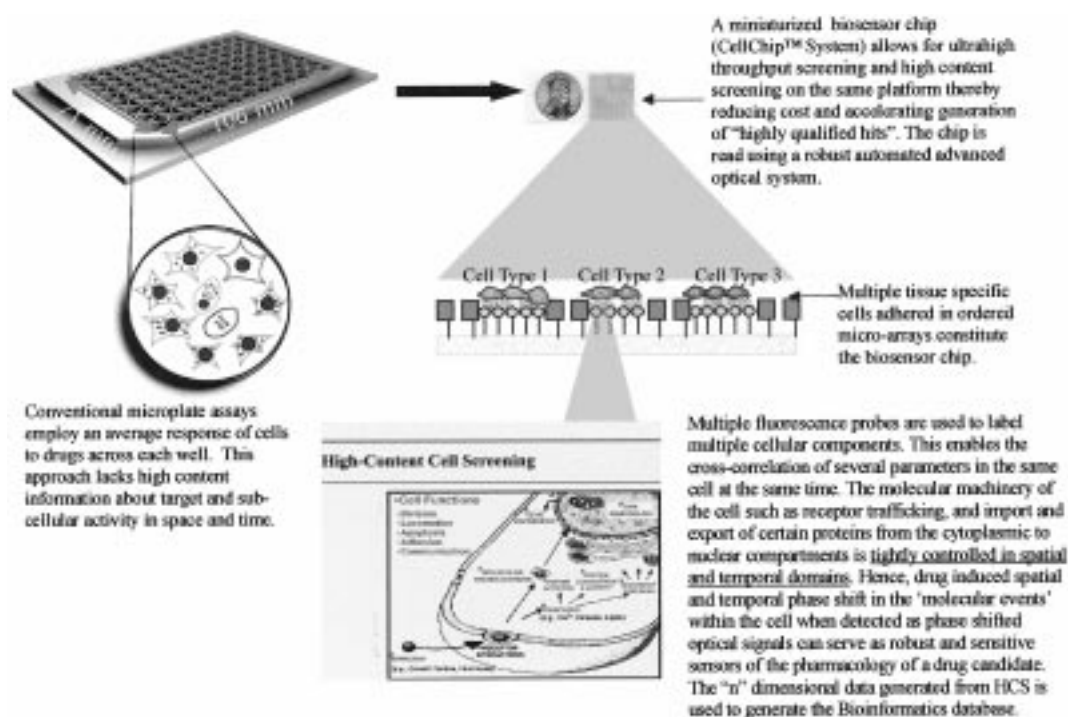 A miniaturized biosensor chip
(CellChip™ System) allows for ultrahigh
throughput screening and high content
screening on the same platform thereby
reducing cost and accelerating generation
of “highly qualified hits”. The chip is
read using a robust automated advanced
optical system.
mm
Cell Type 1 Cell Type 2 Cell Type 3
Multiple tissue specific
cells adhered in ordered
micro-arrays constitute
the biosensor chip.
Conventional microplate assays
employ an average response of cells
to drugs across each well. This
approach lacks high content
information about target and sub-
cellular activity in space and time.
High-Content Cell Screening
•Cell Functions
-Division
-Locomotion
-Apoptosis
-Adhesion
-Communication
Multiple fluorescence probes are used to label
multiple cellular components. This enables the
cross-correlation of several parameters in the same
cell at the same time. The molecular machinery of
the cell such as receptor trafficking, and import and
export of certain proteins from the cytoplasmic to
nuclear compartments is tightly controlled in spatial
and temporal domains. Hence, drug induced spatial
and temporal phase shift in the ‘molecular events’
within the cell when detected as phase shifted
optical signals can serve as robust and sensitive
sensors of the pharmacology of a drug candidate.
The “n” dimensional data generated from HCS is
used to generate the Bioinformatics database.